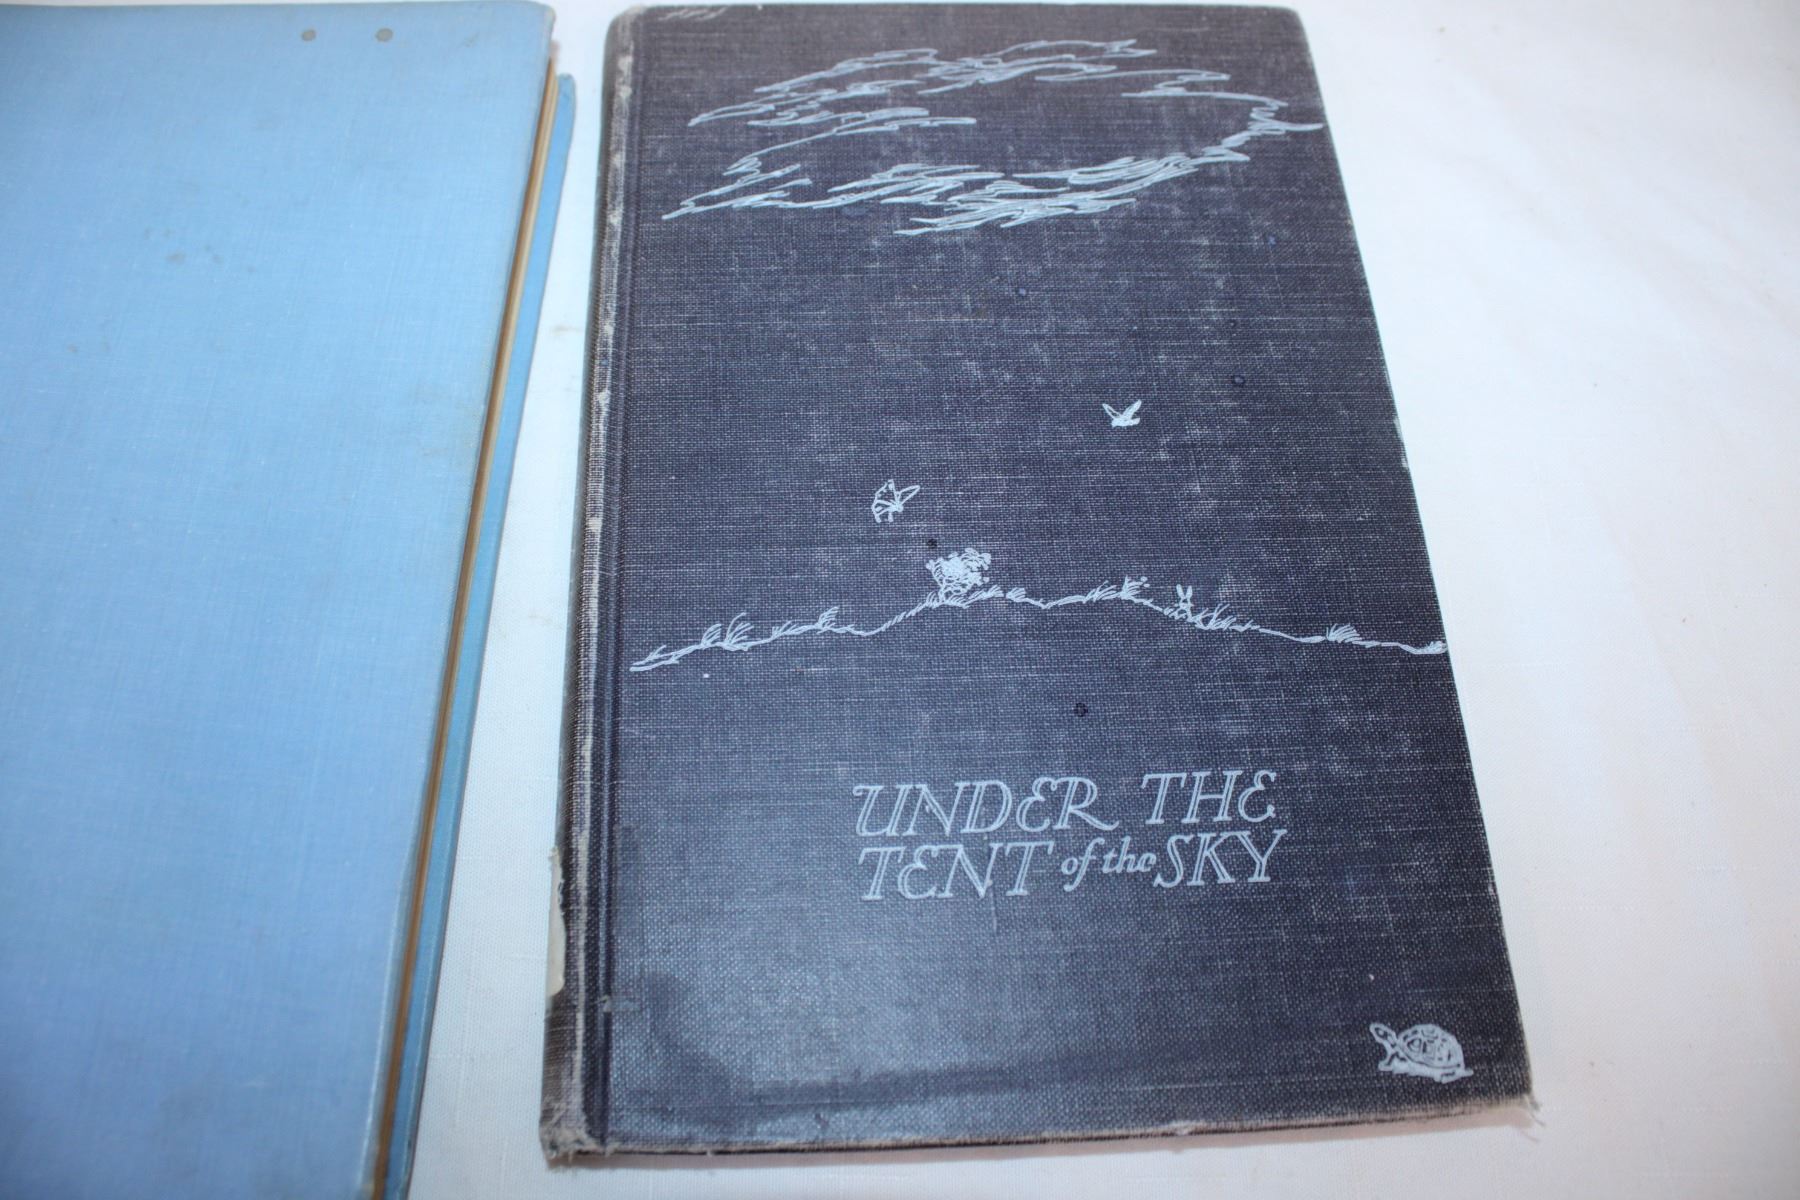 UNDER THE
TENT of the SKY